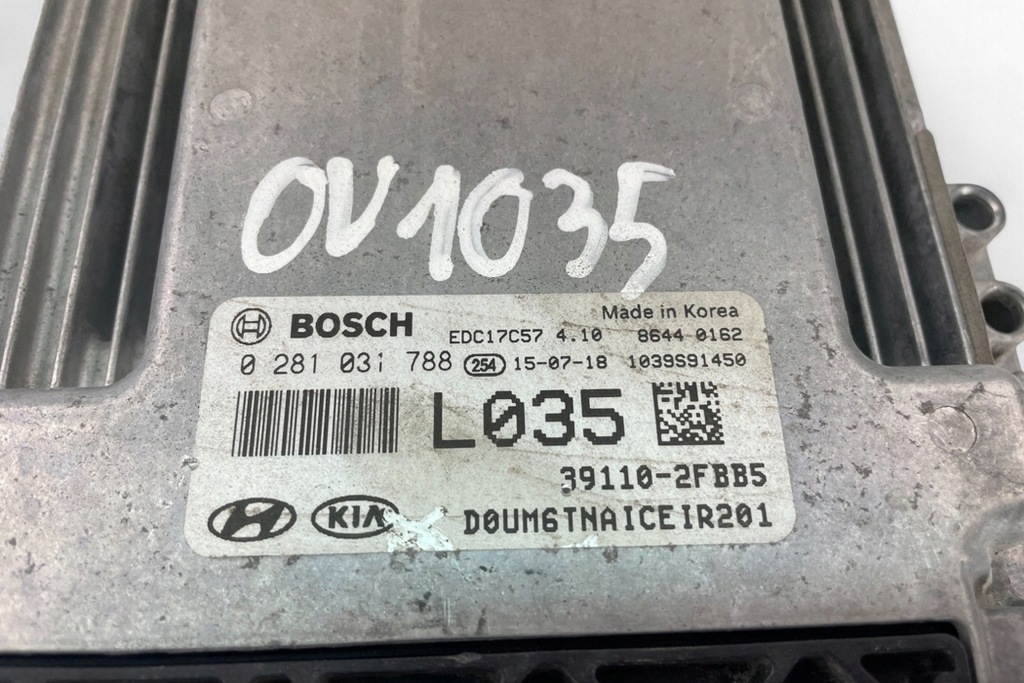 OV1035
Made in Korea
BOSCH EDC17C57 4.10 8644 0162
0 281 031 788 254 15-07-18 1039S91450
L035
39110-2FBB5
KIA D0UM6TNAICEIR201